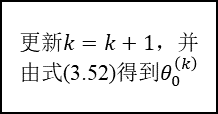 更新k = k + 1，并
由式(3.52)得到θ₀⁽ᵏ⁾